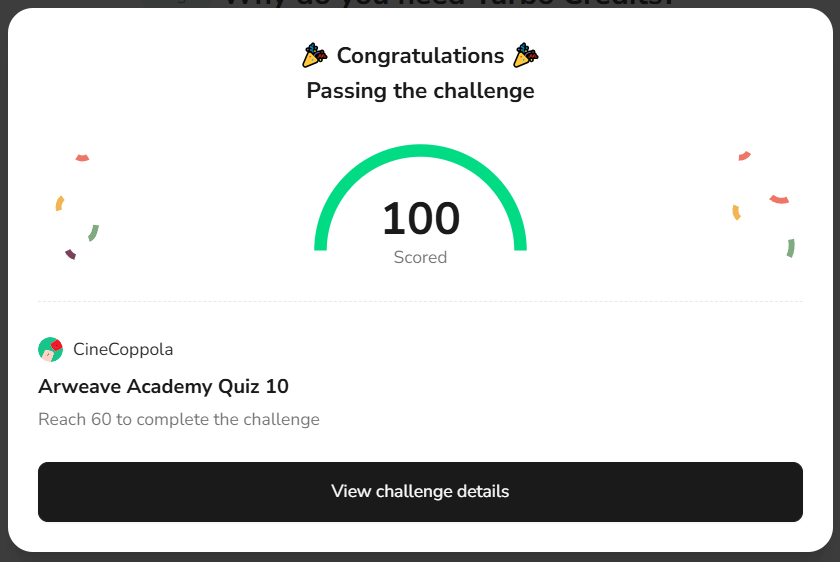 Why do you need Turbo Credits?
Congratulations
Passing the challenge
100
Scored
CineCoppola
Arweave Academy Quiz 10
Reach 60 to complete the challenge
View challenge details